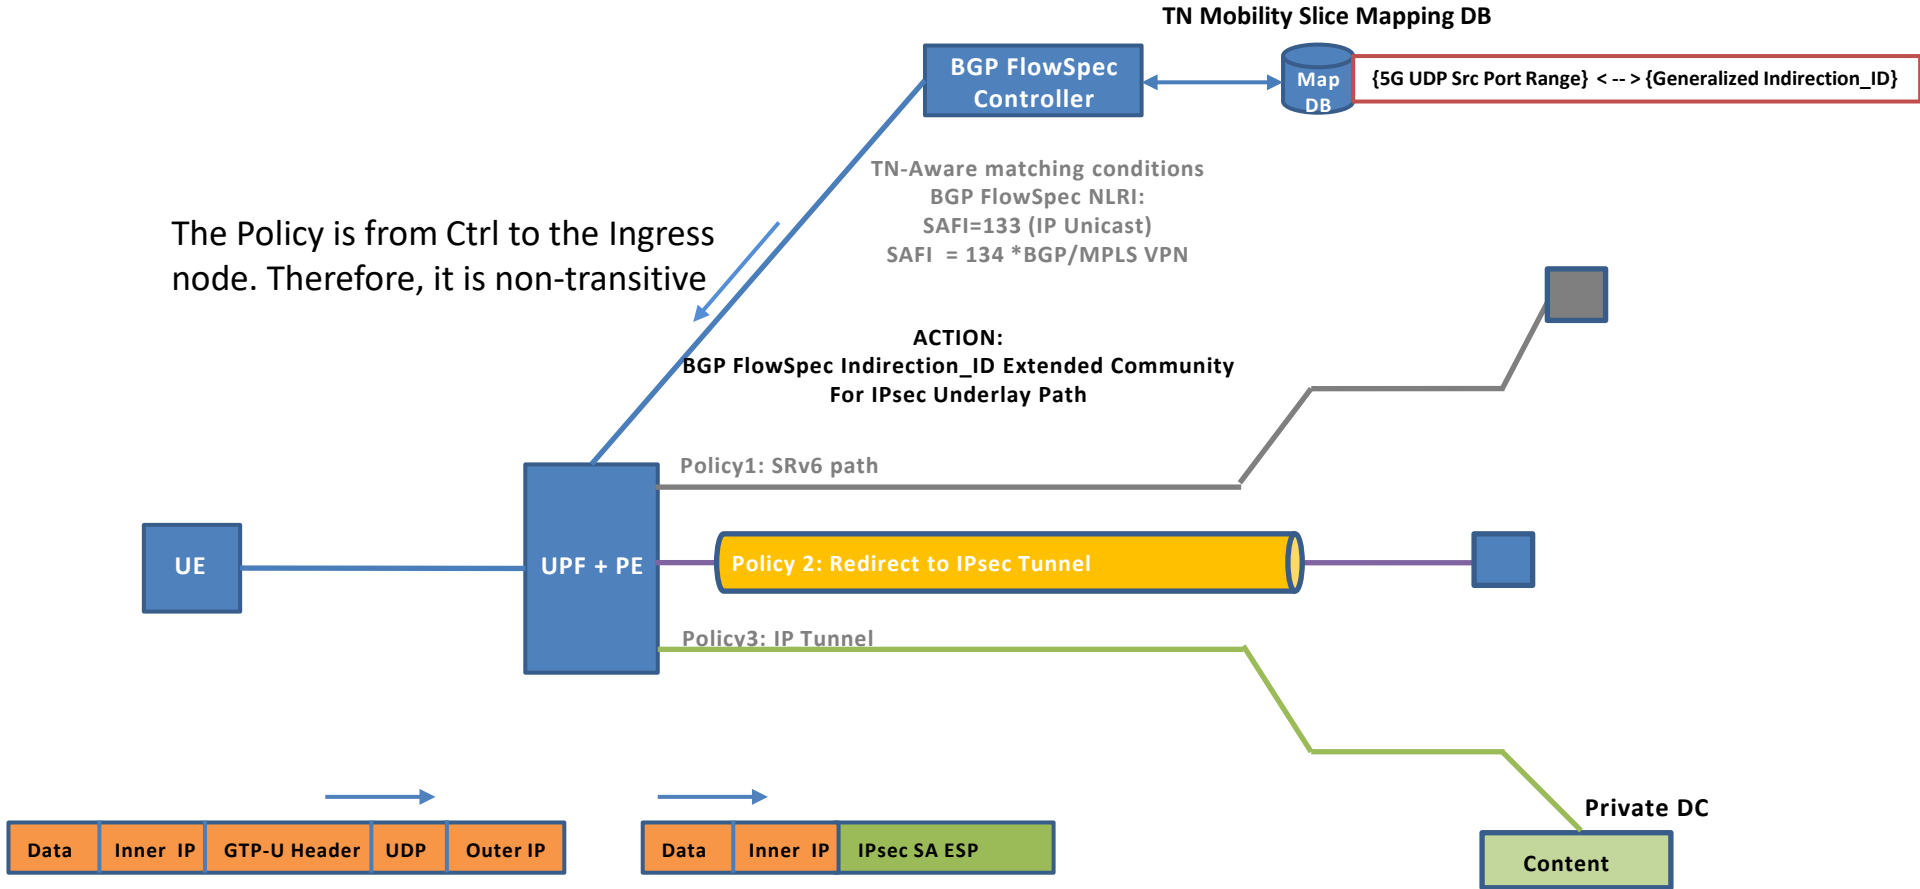 TN Mobility Slice Mapping DB
BGP FlowSpec
Controller
Map
DB
{5G UDP Src Port Range} < -- > {Generalized Indirection_ID}
TN-Aware matching conditions
BGP FlowSpec NLRI:
SAFI=133 (IP Unicast)
SAFI = 134 *BGP/MPLS VPN
The Policy is from Ctrl to the Ingress
node. Therefore, it is non-transitive
ACTION:
BGP FlowSpec Indirection_ID Extended Community
For IPsec Underlay Path
Policy1: SRv6 path
UE
UPF + PE
Policy 2: Redirect to IPsec Tunnel
Policy3: IP Tunnel
Private DC
Content
Data Inner IP GTP-U Header UDP Outer IP
Data Inner IP IPsec SA ESP